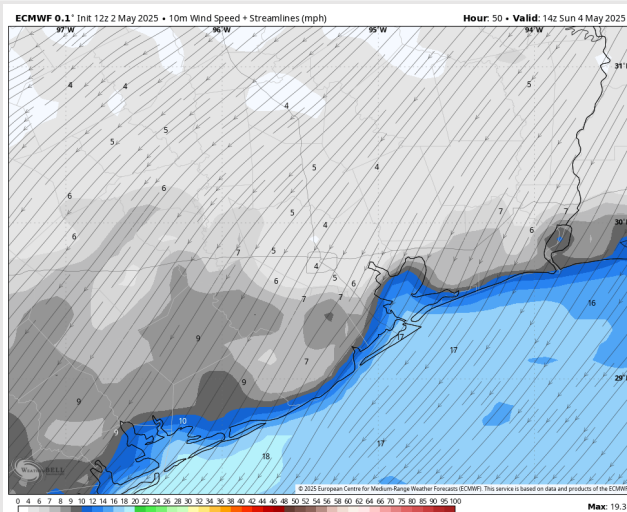 ECMWF 0.1° Init 12z 2 May 2025 • 10m Wind Speed + Streamlines (mph)
Hour: 50 • Valid: 14z Sun 4 May 2025
97°W 96°W 95°W 94°W
31°
4 4 4 5
5 5
5 4
6 6
5 7 7
30°
6 4 6
7 5
4
6 5 6
7 7
16
17
9
17
7
29°
9
9
10
9
17
18
WeatherBELL
© 2025 European Centre for Medium-Range Weather Forecasts (ECMWF). This service is based on data and products of the ECMWF
0 4 6 7 8 9 10 12 14 16 18 20 22 24 26 28 30 32 34 36 38 40 42 44 46 48 50 52 54 56 58 60 65 70 75 80 85 90 95 100
Max: 19.3